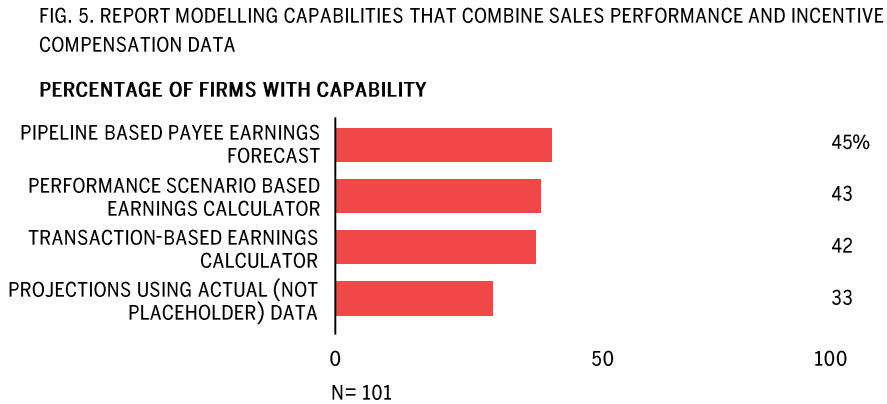 FIG. 5. REPORT MODELLING CAPABILITIES THAT COMBINE SALES PERFORMANCE AND INCENTIVE
COMPENSATION DATA
PERCENTAGE OF FIRMS WITH CAPABILITY
PIPELINE BASED PAYEE EARNINGS
FORECAST
45%
PERFORMANCE SCENARIO BASED
EARNINGS CALCULATOR
43
TRANSACTION-BASED EARNINGS
CALCULATOR
42
PROJECTIONS USING ACTUAL (NOT
PLACEHOLDER) DATA
33
0 50 100
N= 101